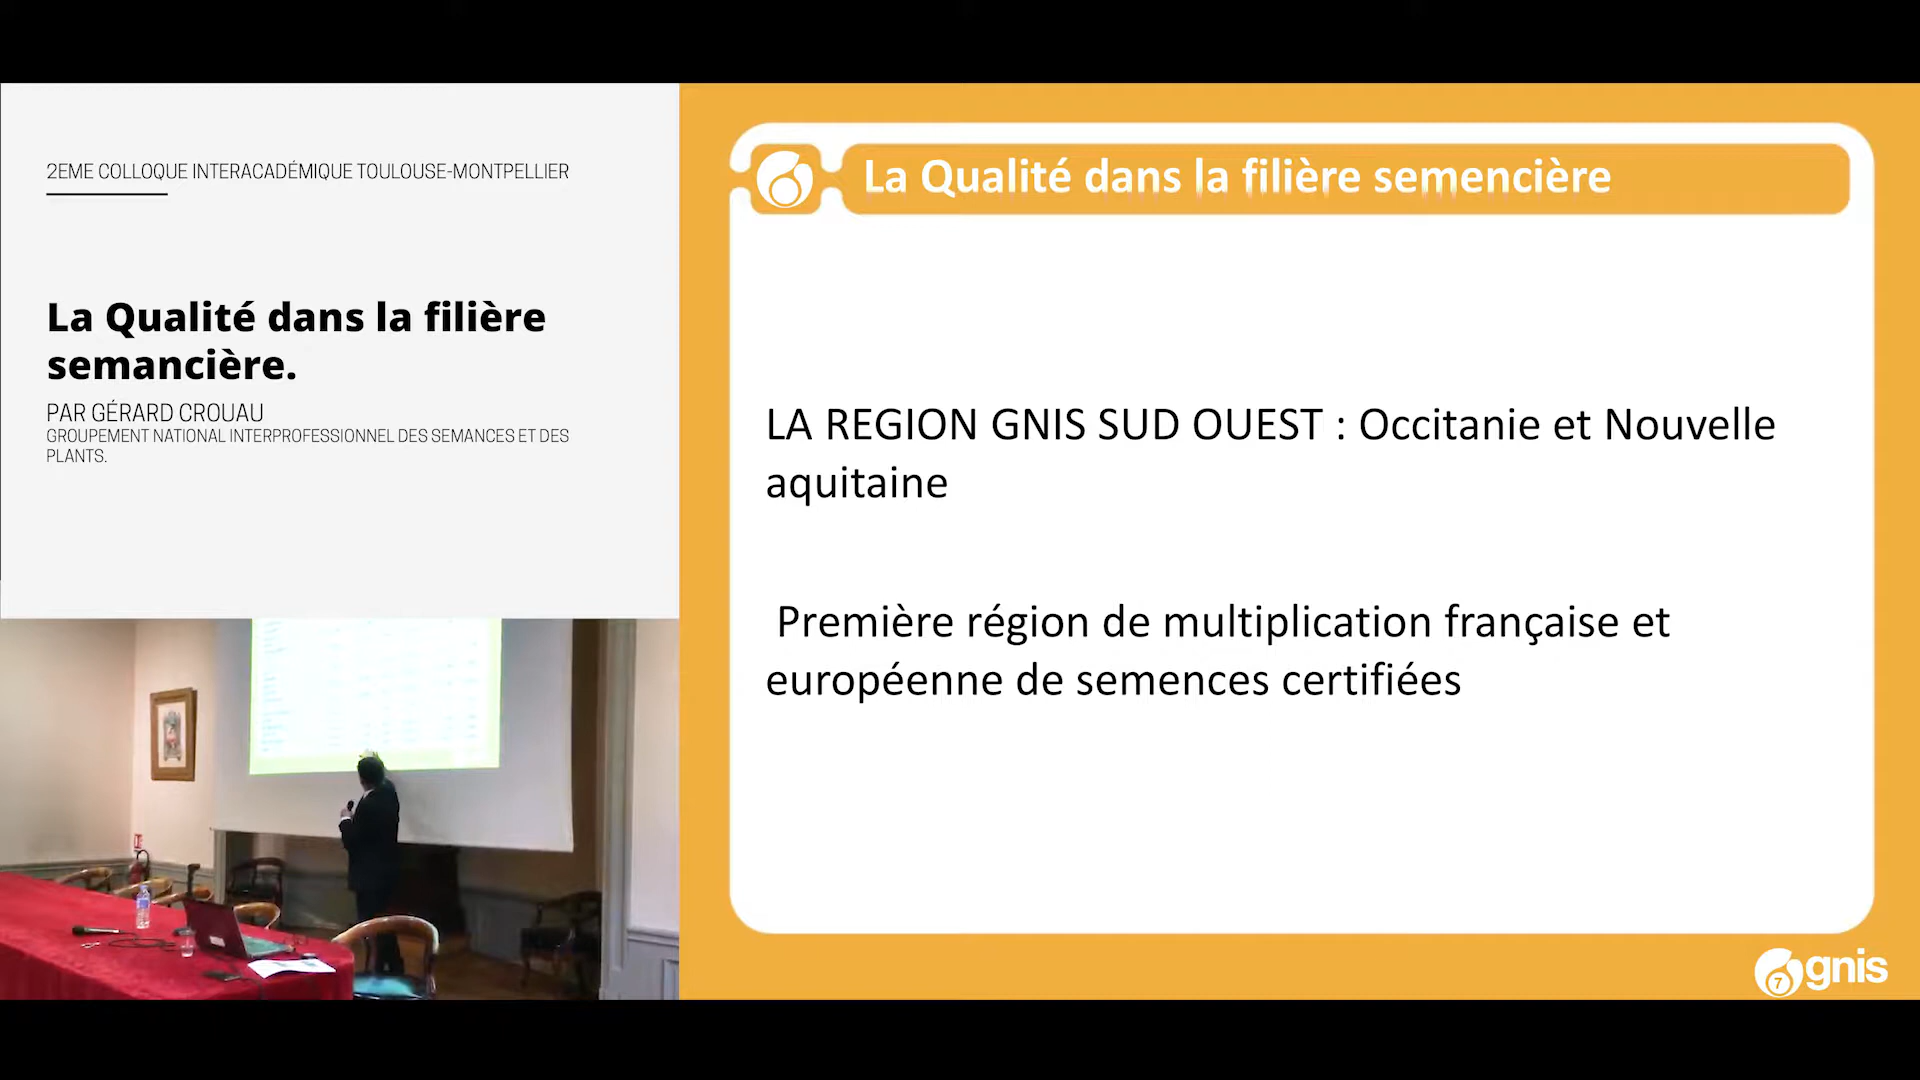 2EME COLLOQUE INTERACADÉMIQUE TOULOUSE-MONTPELLIER
La Qualité dans la filière
semancière.
PAR GÉRARD CROUAU
GROUPEMENT NATIONAL INTERPROFESSIONNEL DES SEMANCES ET DES
PLANTS.
La Qualité dans la filière semencière
LA REGION GNIS SUD OUEST : Occitanie et Nouvelle
aquitaine
Première région de multiplication française et
européenne de semences certifiées
7
gnis